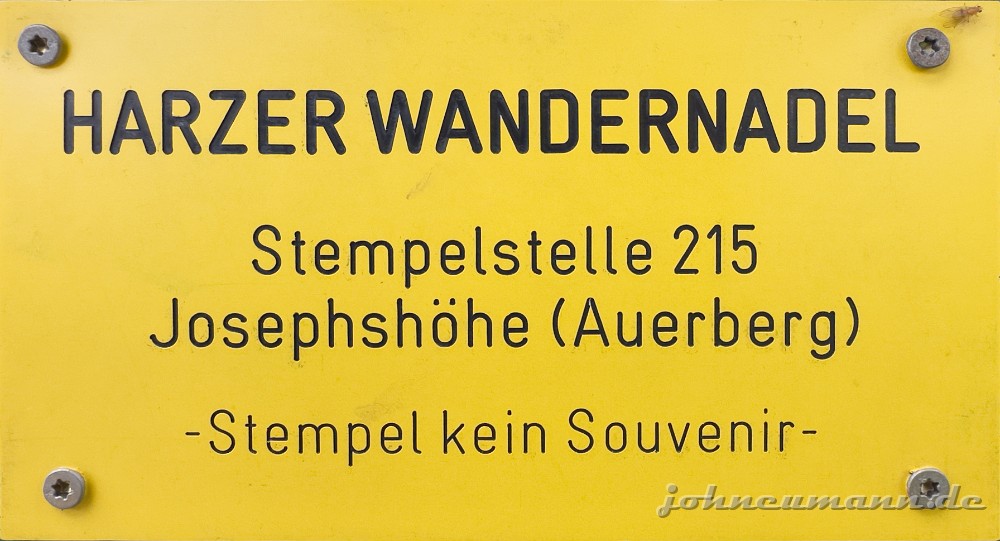 HARZER WANDERNADEL
Stempelstelle 215
Josephshöhe (Auerberg)
-Stempel kein Souvenir-
johneumann.de